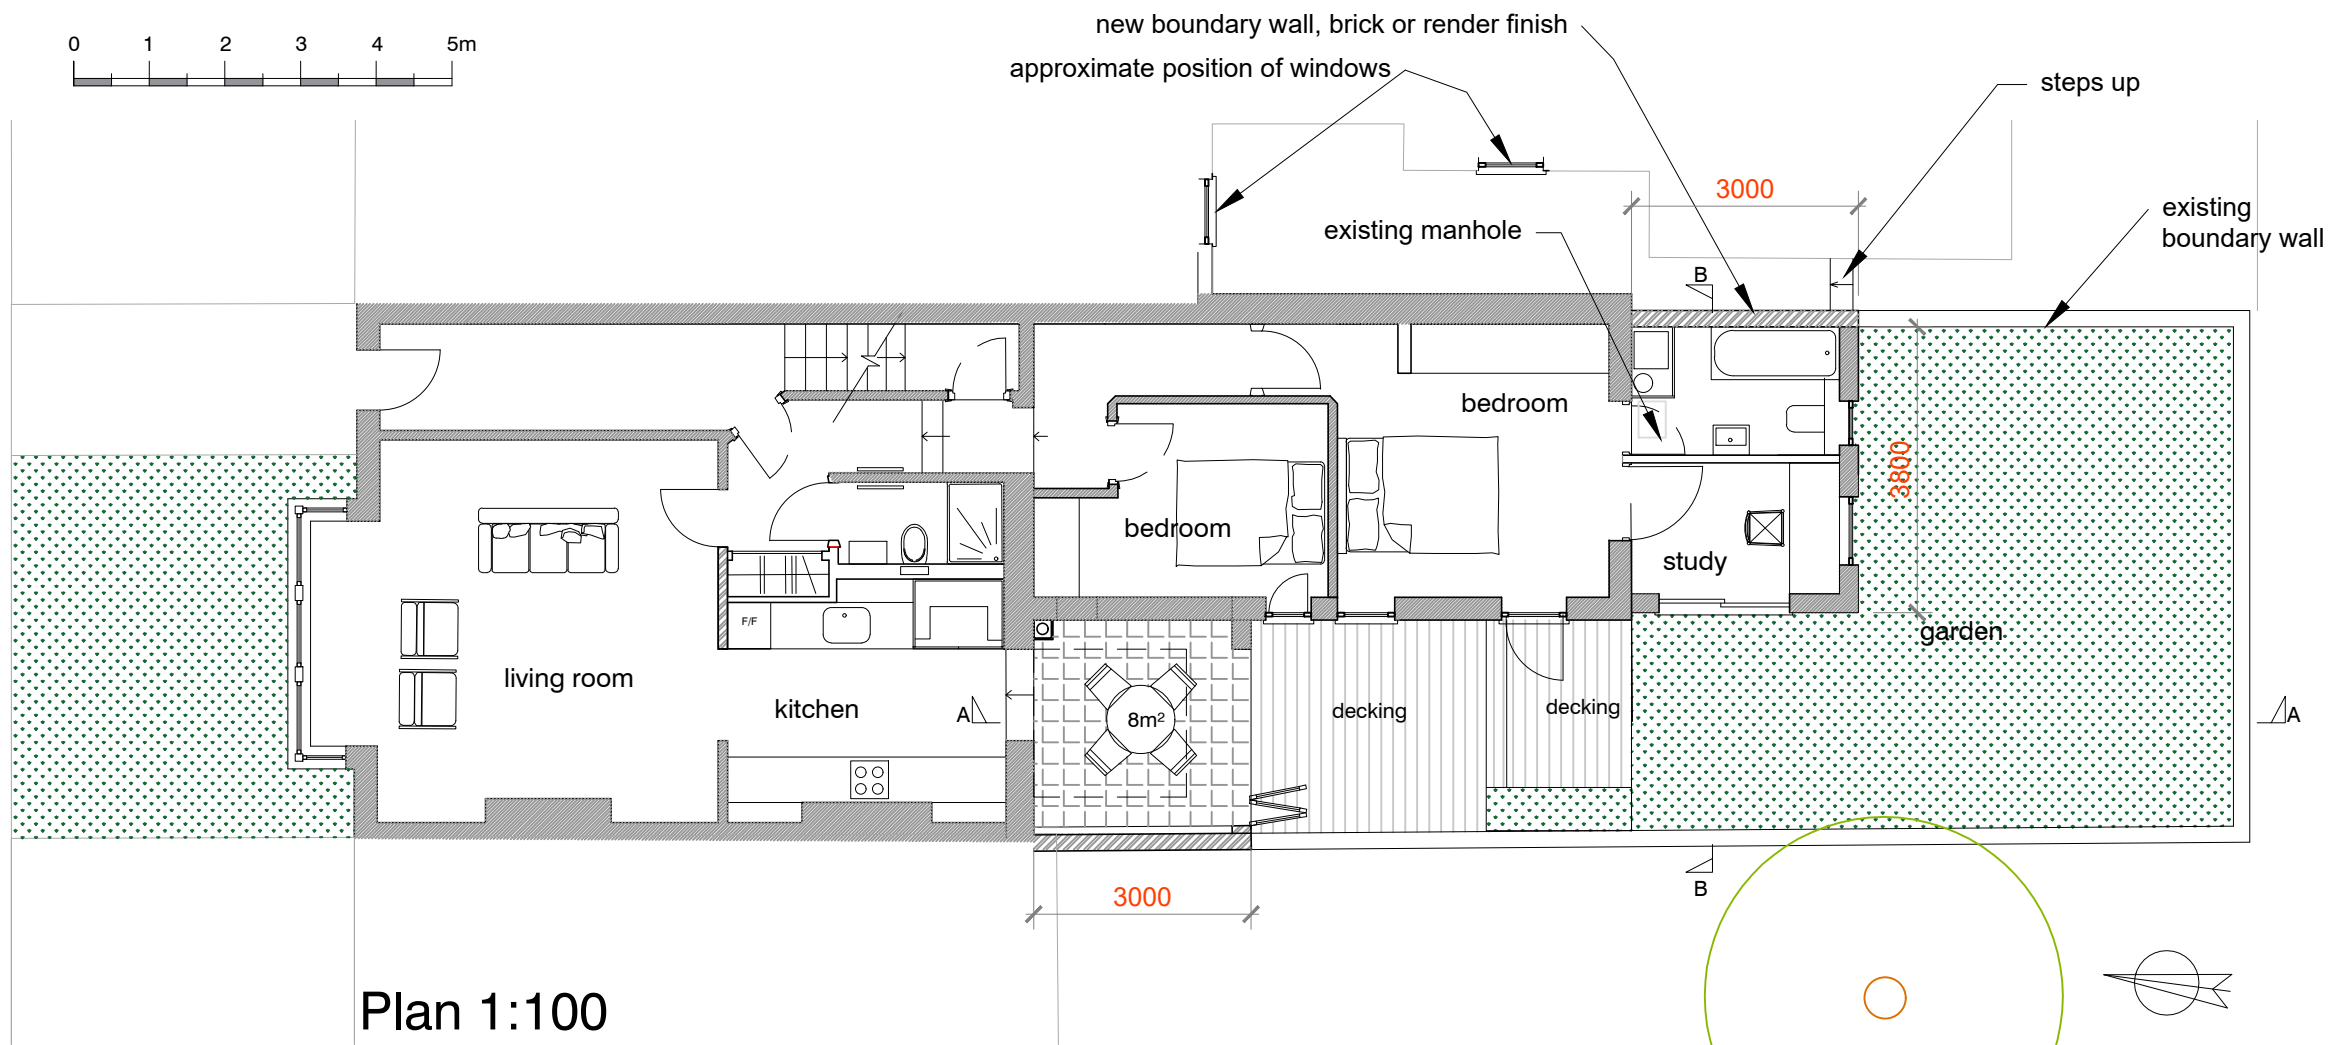 new boundary wall, brick or render finish
0 1 2 3 4 5m
approximate position of windows
steps up
3000
existing
boundary wall
existing manhole
B
bedroom
3800
bedroom
study
F/F
garden
living room
kitchen
A
8m²
decking
decking
A
B
3000
Plan 1:100